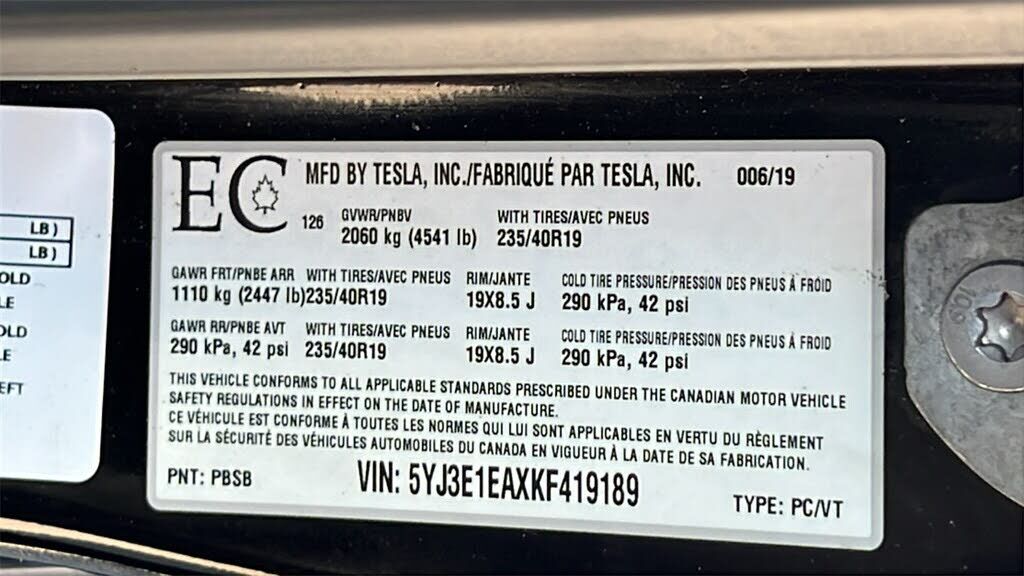 LB )
LB )
OLD
LE
OLD
LE
EFT
EC MFD BY TESLA, INC./FABRIQUÉ PAR TESLA, INC. 006/19
126 GVWR/PNBV WITH TIRES/AVEC PNEUS
2060 kg (4541 lb) 235/40R19
GAWR FRT/PNBE ARR WITH TIRES/AVEC PNEUS RIM/JANTE COLD TIRE PRESSURE/PRESSION DES PNEUS À FRÓID
1110 kg (2447 lb)235/40R19 19X8.5 J 290 kPa, 42 psi
GAWR RR/PNBE AVT WITH TIRES/AVEC PNEUS RIM/JANTE COLD TIRE PRESSURE/PRESSION DES PNEUS À FROID
290 kPa, 42 psi 235/40R19 19X8.5 J 290 kPa, 42 psi
THIS VEHICLE CONFORMS TO ALL APPLICABLE STANDARDS PRESCRIBED UNDER THE CANADIAN MOTOR VEHICLE
SAFETY REGULATIONS IN EFFECT ON THE DATE OF MANUFACTURE.
CE VÉHICULE EST CONFORME À TOUTES LES NORMES QUI LUI SONT APPLICABLES EN VERTU DU RÈGLEMENT
SUR LA SÉCURITÉ DES VÉHICULES AUTOMOBILES DU CANADA EN VIGUEUR À LA DATE DE SA FABRICATION.
PNT: PBSB VIN: 5YJ3E1EAXKF419189 TYPE: PC/VT